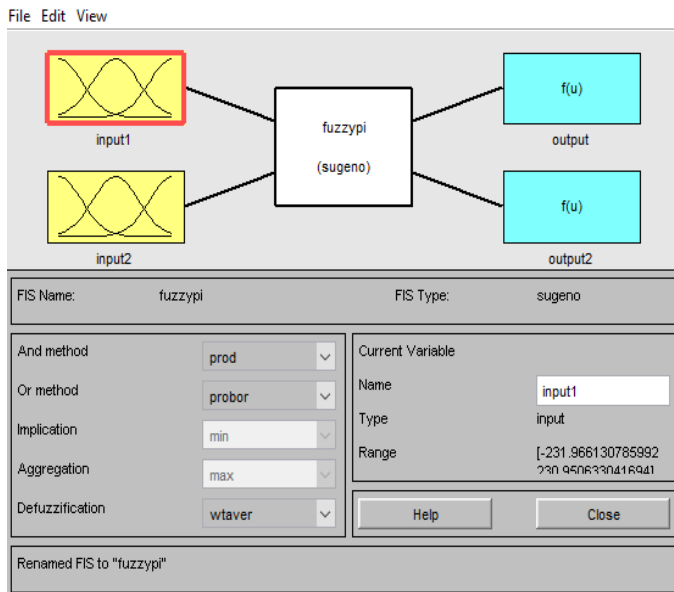 File Edit View
input1
input2
fuzzypi
(sugeno)
f(u)
output
f(u)
output2
FIS Name: fuzzypi FIS Type: sugeno
And method prod
Or method probor
Implication min
Aggregation max
Defuzzification wtaver
Current Variable
Name input1
Type input
Range [-231.966130785992
230.950633041694]
Help Close
Renamed FIS to "fuzzypi"